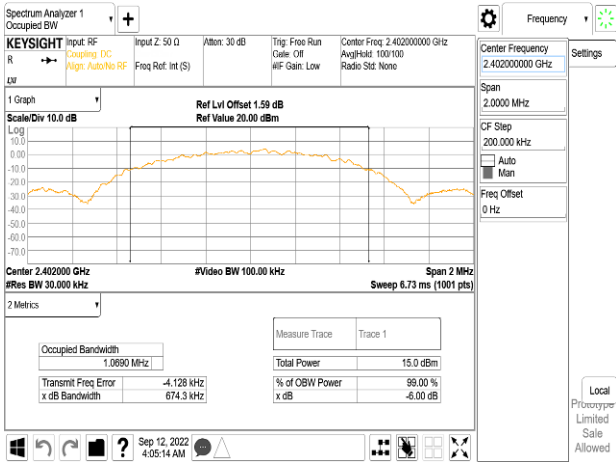 Spectrum Analyzer 1
Occupied BW
+
Frequency
KEYSIGHT
R
LXI
Input: RF
Coupling: DC
Align: Auto/No RF
Input Z: 50 Ω
Freq Ref: Int (S)
Atten: 30 dB
Trig: Free Run
Gate: Off
#IF Gain: Low
Center Freq: 2.402000000 GHz
Avg|Hold: 100/100
Radio Std: None
Center Frequency
2.402000000 GHz
Settings
Span
2.0000 MHz
CF Step
200.000 kHz
Auto
Man
Freq Offset
0 Hz
1 Graph
Scale/Div 10.0 dB
Ref Lvl Offset 1.59 dB
Ref Value 20.00 dBm
Log
10.0
0.00
-10.0
-20.0
-30.0
-40.0
-50.0
-60.0
-70.0
Center 2.402000 GHz
#Res BW 30.000 kHz
#Video BW 100.00 kHz
Span 2 MHz
Sweep 6.73 ms (1001 pts)
2 Metrics
Measure Trace
Trace 1
Occupied Bandwidth
1.0690 MHz
Total Power
15.0 dBm
Transmit Freq Error
-4.128 kHz
% of OBW Power
99.00 %
x dB Bandwidth
674.3 kHz
x dB
-6.00 dB
Local
Prototype
Limited
Sale
Allowed
?
Sep 12, 2022
4:05:14 AM